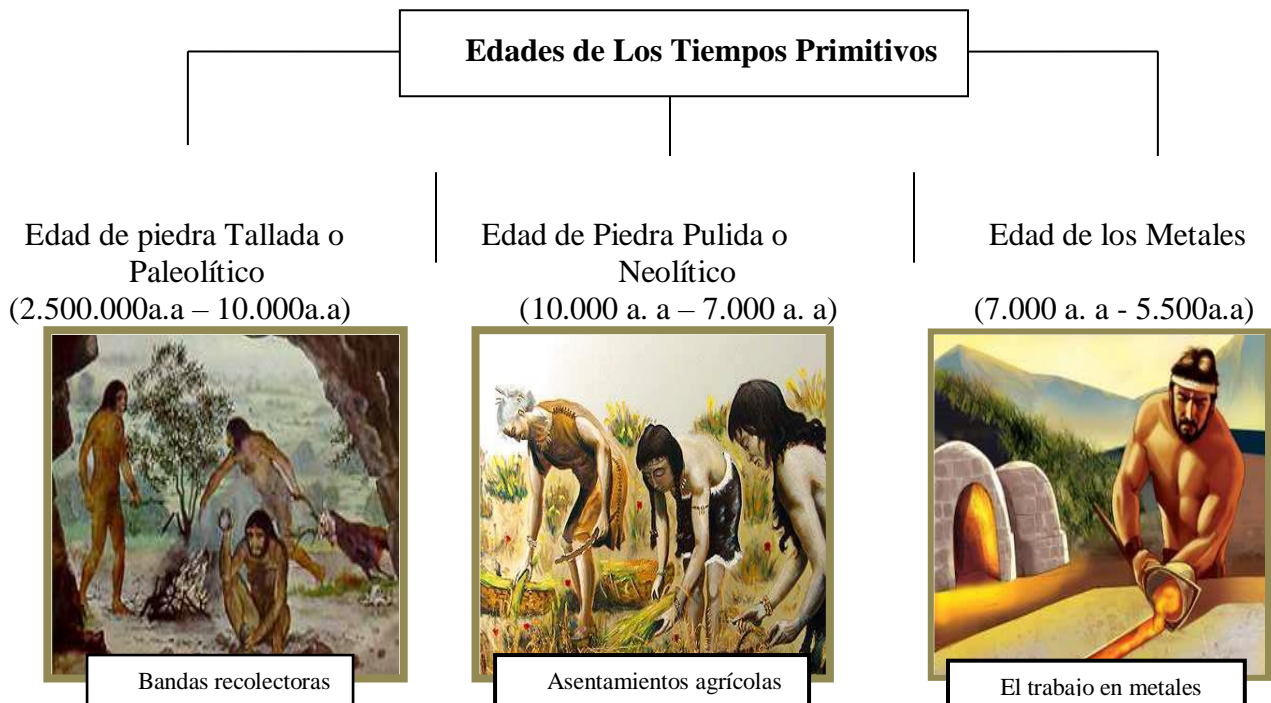 Edades de Los Tiempos Primitivos
Edad de piedra Tallada o
Paleolítico
(2.500.000a.a – 10.000a.a)
Bandas recolectoras
Edad de Piedra Pulida o
Neolítico
(10.000 a. a – 7.000 a. a)
Asentamientos agrícolas
Edad de los Metales
(7.000 a. a - 5.500a.a)
El trabajo en metales